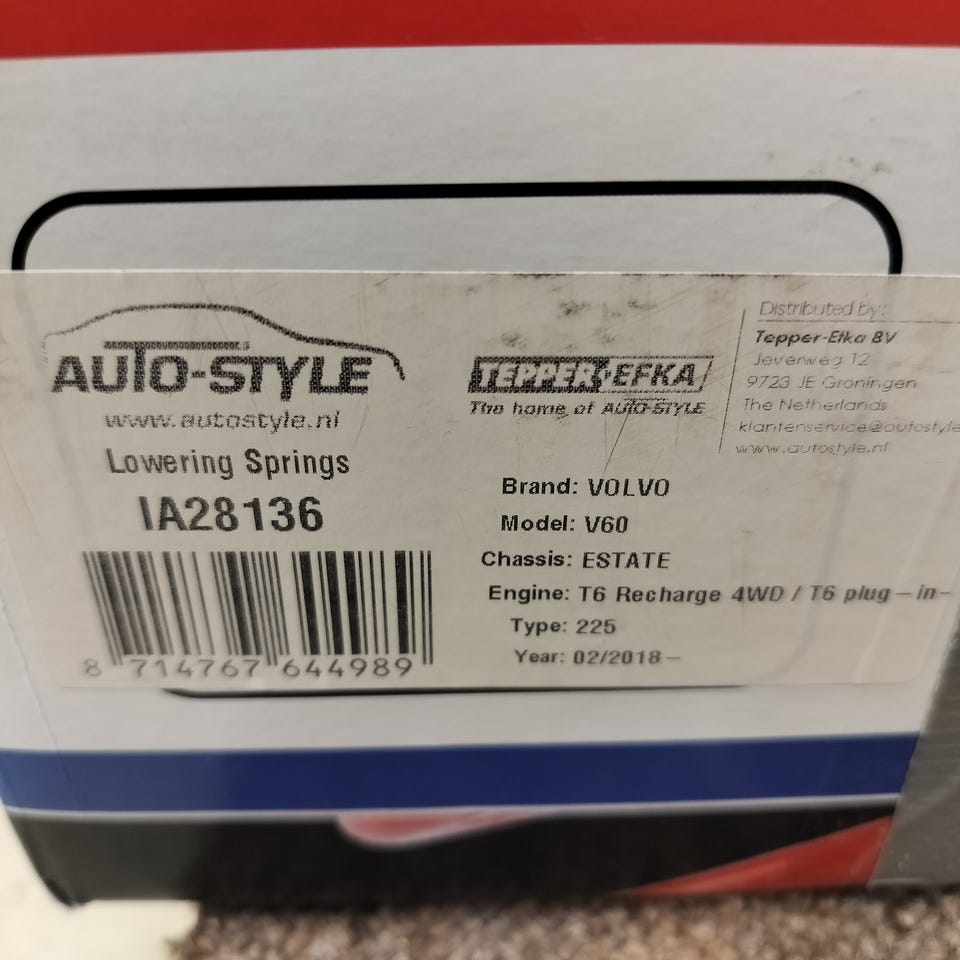 AUTO-STYLE
www.autostyle.nl
Lowering Springs
IA28136
8 714767 644989
TEPPER·EFKA
The home of AUTO-STYLE
Distributed by:
Tepper-Efka BV
Jeverweg 12
9723 JE Groningen
The Netherlands
klantenservice@autostyle
www.autostyle.nl
Brand: VOLVO
Model: V60
Chassis: ESTATE
Engine: T6 Recharge 4WD / T6 plug-in-
Type: 225
Year: 02/2018-